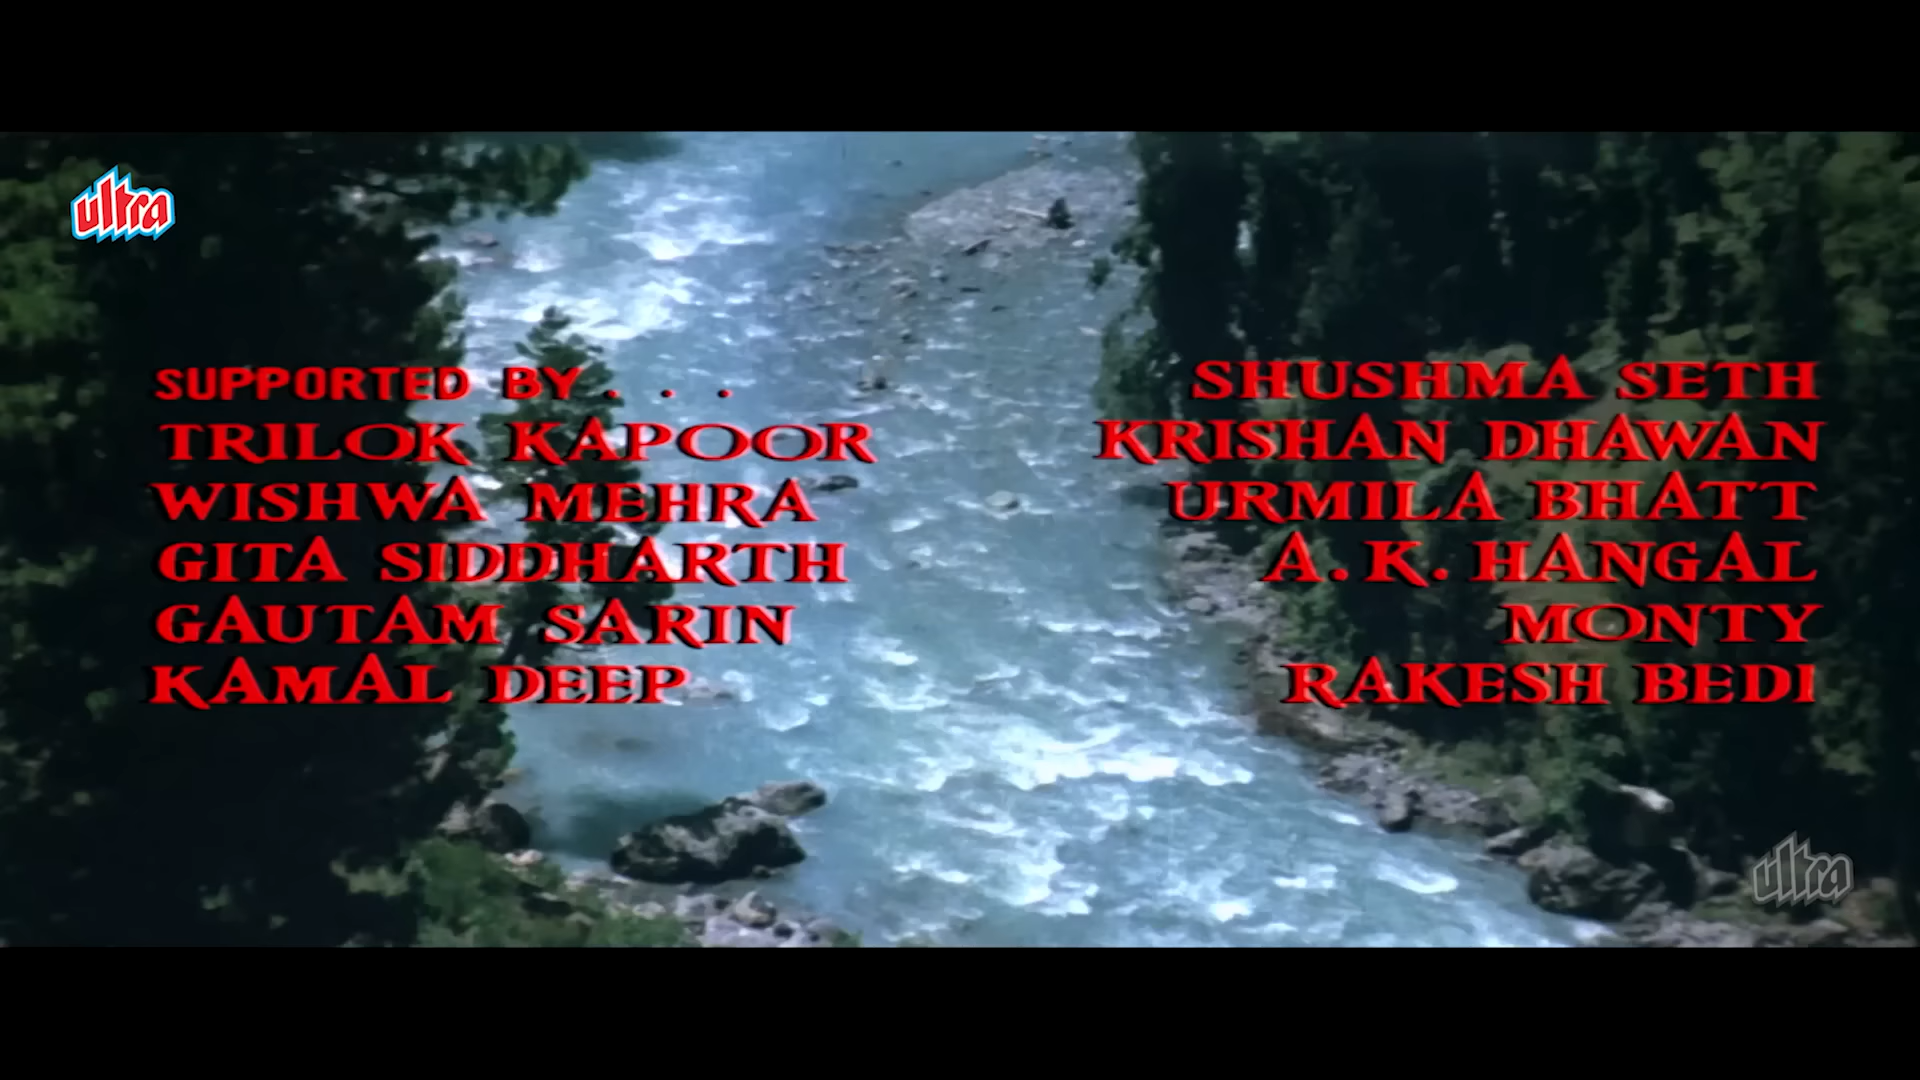 ultra
SUPPORTED BY . . .
TRILOK KAPOOR
WISHWA MEHRA
GITA SIDDHARTH
GAUTAM SARIN
KAMAL DEEP
SHUSHMA SETH
KRISHAN DHAWAN
URMILA BHATT
A. K. HANGAL
MONTY
RAKESH BEDI
ultra